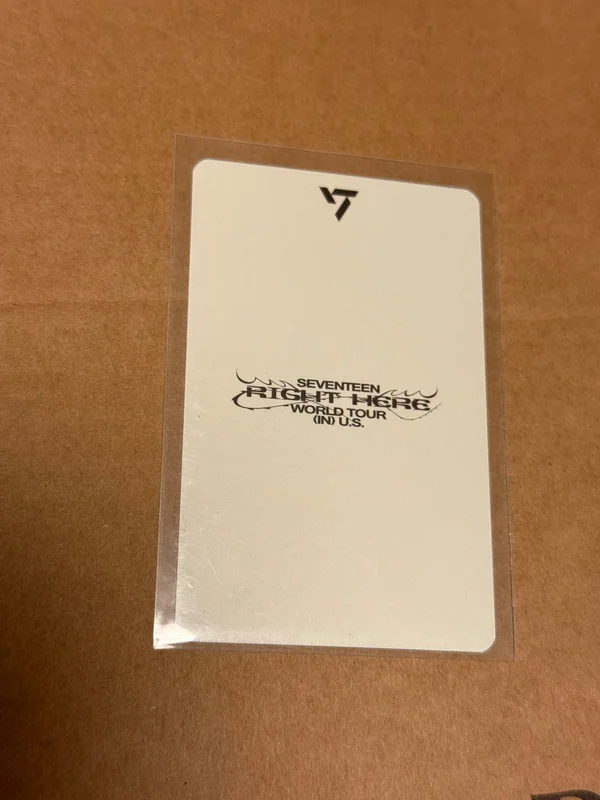 SEVENTEEN
RIGHT HERE
WORLD TOUR
(IN) U.S.